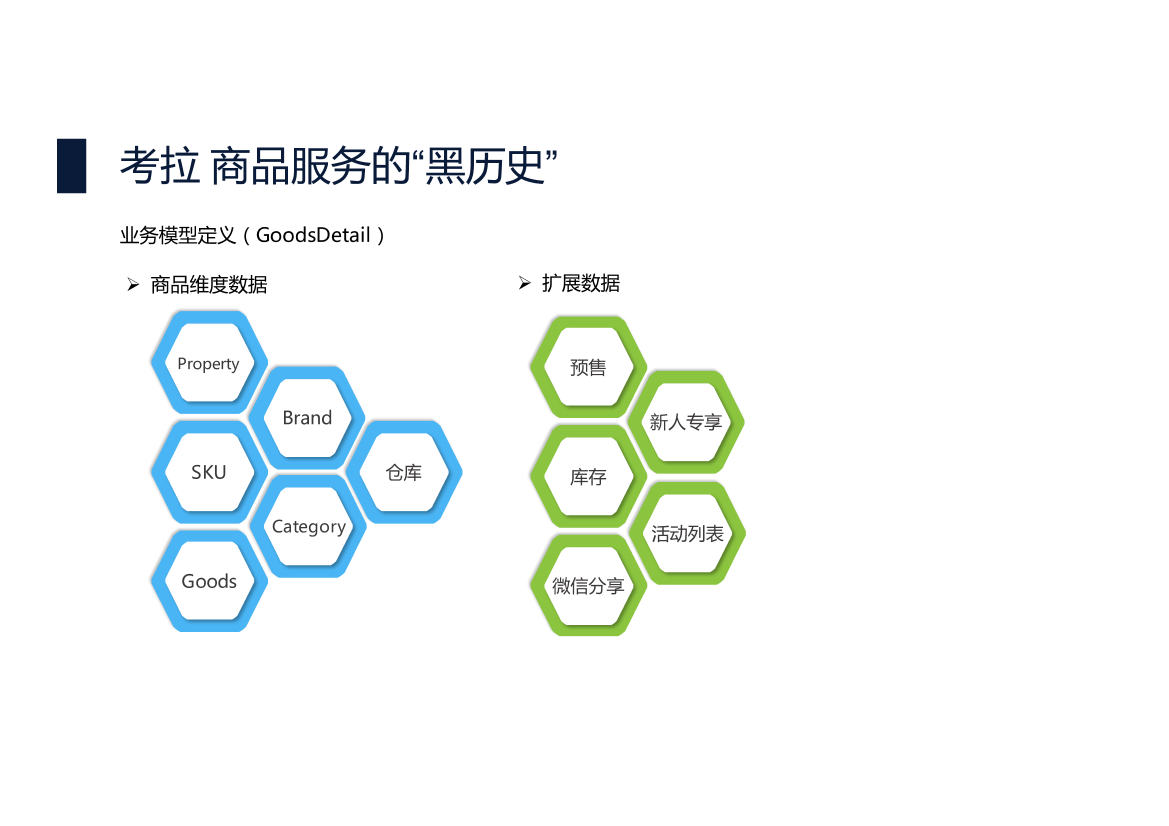 考拉 商品服务的“黑历史”
业务模型定义（GoodsDetail）
➢ 商品维度数据
Property
Brand
SKU
仓库
Category
Goods
➢ 扩展数据
预售
新人专享
库存
活动列表
微信分享